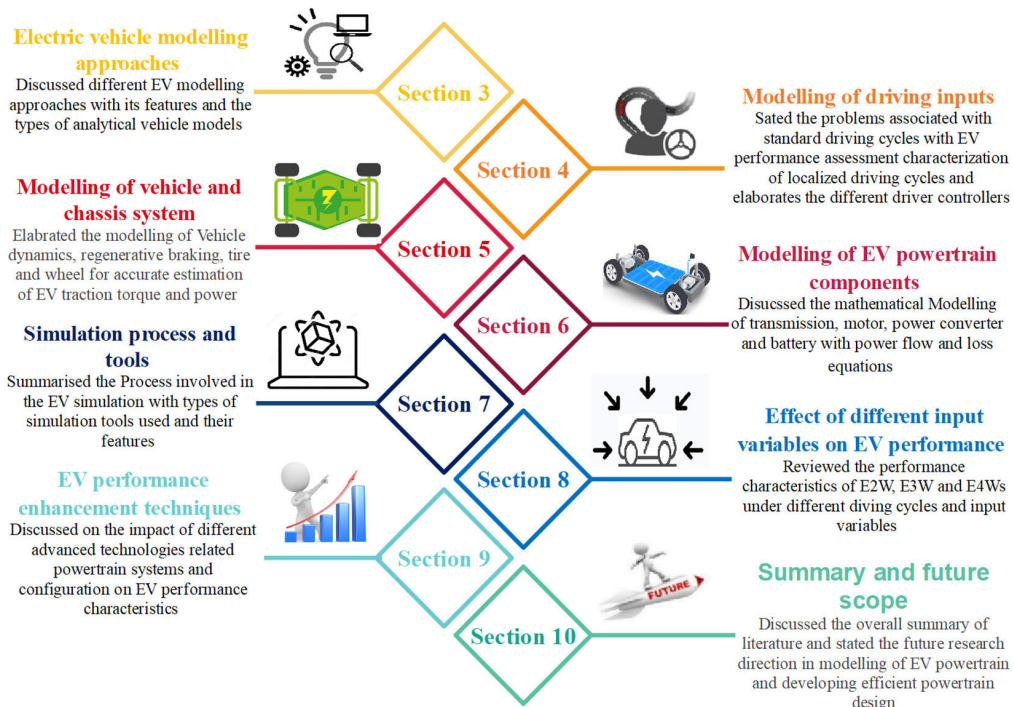 Electric vehicle modelling
approaches
Discussed different EV modelling
approaches with its features and the
types of analytical vehicle models
Section 3
Modelling of driving inputs
Sated the problems associated with
standard driving cycles with EV
performance assessment characterization
of localized driving cycles and
elaborates the different driver controllers
Section 4
Modelling of vehicle and
chassis system
Elabrated the modelling of Vehicle
dynamics, regenerative braking, tire
and wheel for accurate estimation
of EV traction torque and power
Section 5
Modelling of EV powertrain
components
Disucssed the mathematical Modelling
of transmission, motor, power converter
and battery with power flow and loss
equations
Section 6
Simulation process and
tools
Summarised the Process involved in
the EV simulation with types of
simulation tools used and their
features
Section 7
Effect of different input
variables on EV performance
Reviewed the performance
characteristics of E2W, E3W and E4Ws
under different diving cycles and input
variables
Section 8
EV performance
enhancement techniques
Discussed on the impact of different
advanced technologies related
powertrain systems and
configuration on EV performance
characteristics
Section 9
FUTURE
Summary and future
scope
Discussed the overall summary of
literature and stated the future research
direction in modelling of EV powertrain
and developing efficient powertrain
design
Section 10